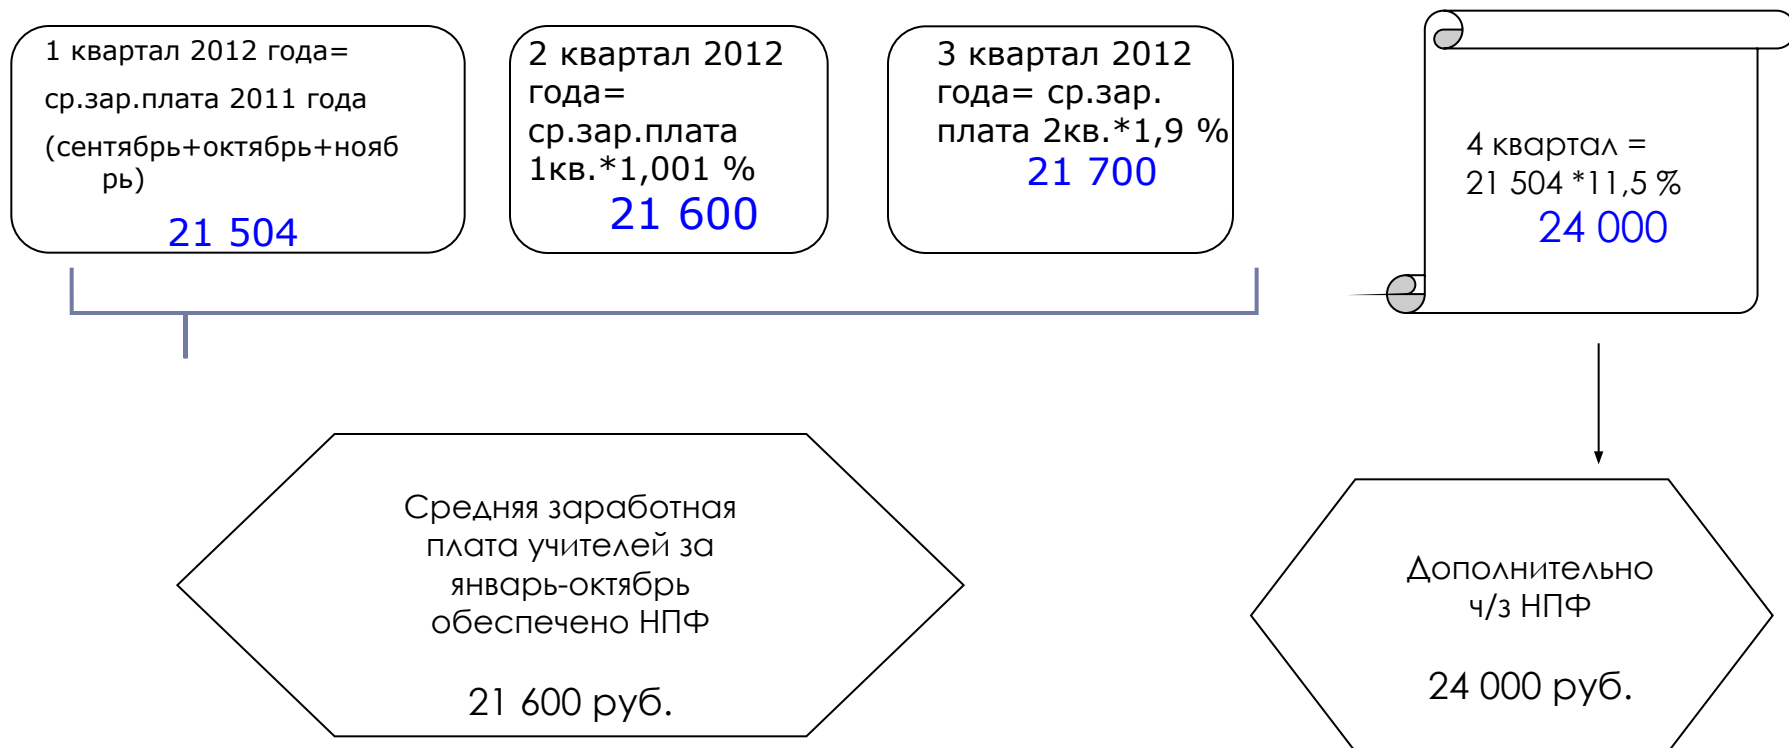 1 квартал 2012 года=
ср.зар.плата 2011 года
(сентябрь+октябрь+нояб
рь)
21 504
2 квартал 2012
года=
ср.зар.плата
1кв.*1,001 %
21 600
3 квартал 2012
года= ср.зар.
плата 2кв.*1,9 %
21 700
4 квартал =
21 504 *11,5 %
24 000
Средняя заработная
плата учителей за
январь-октябрь
обеспечено НПФ
21 600 руб.
Дополнительно
ч/з НПФ
24 000 руб.